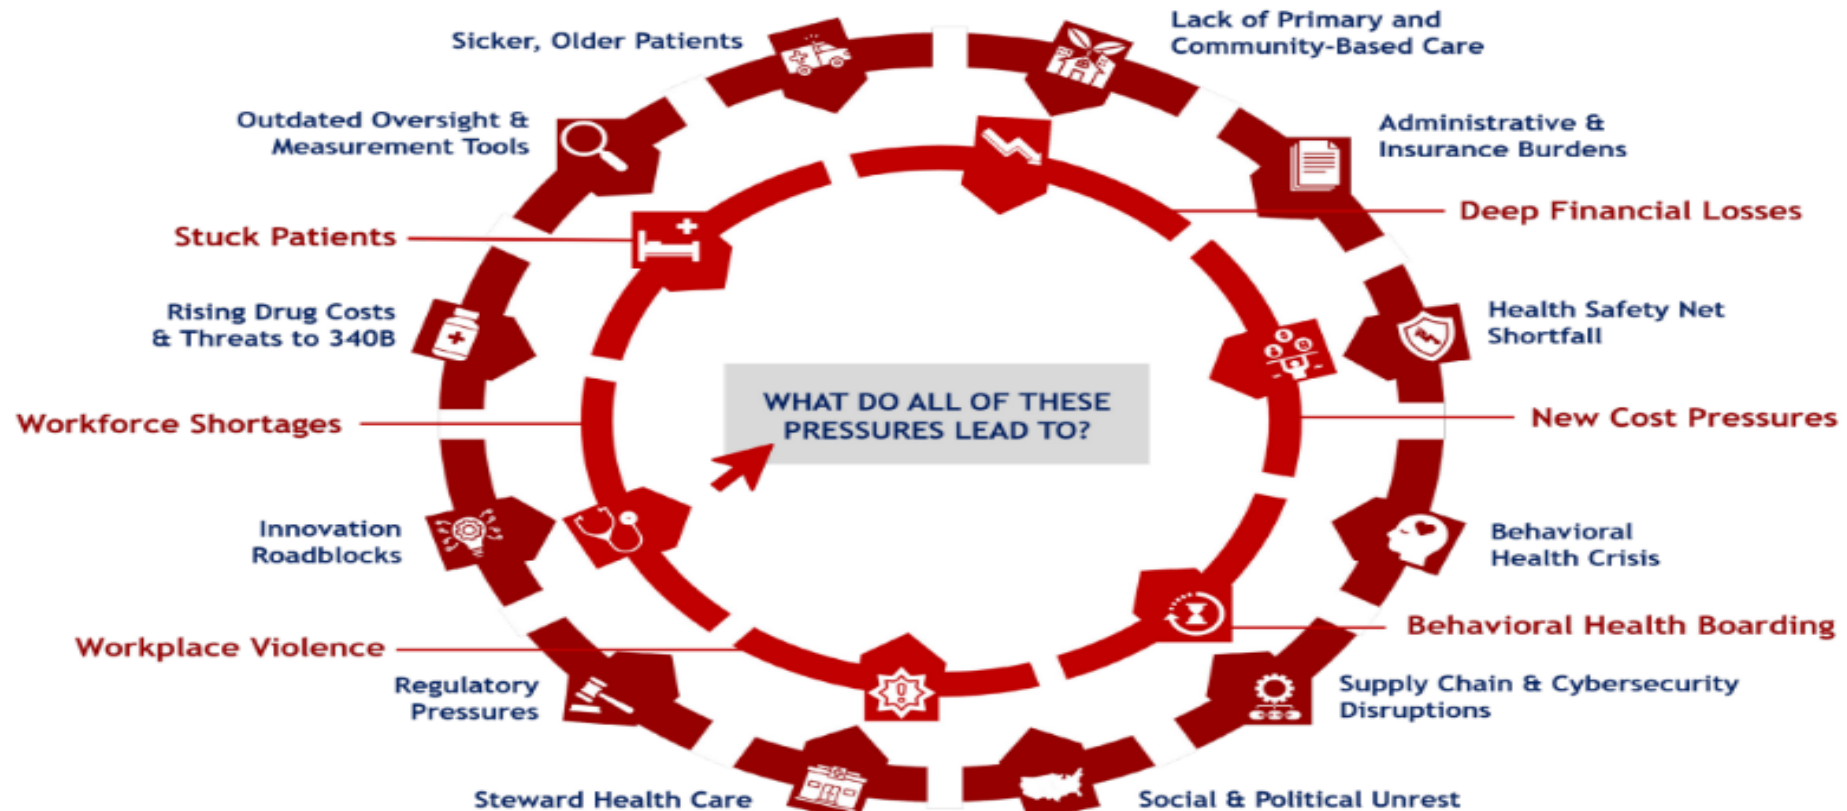 Lack of Primary and
Community-Based Care
Sicker, Older Patients
Outdated Oversight &
Measurement Tools
Administrative &
Insurance Burdens
Deep Financial Losses
Stuck Patients
Rising Drug Costs
& Threats to 340B
Health Safety Net
Shortfall
WHAT DO ALL OF THESE
PRESSURES LEAD TO?
Workforce Shortages
New Cost Pressures
Innovation
Roadblocks
Behavioral
Health Crisis
Behavioral Health Boarding
Workplace Violence
Regulatory
Pressures
Supply Chain & Cybersecurity
Disruptions
Steward Health Care
Social & Political Unrest